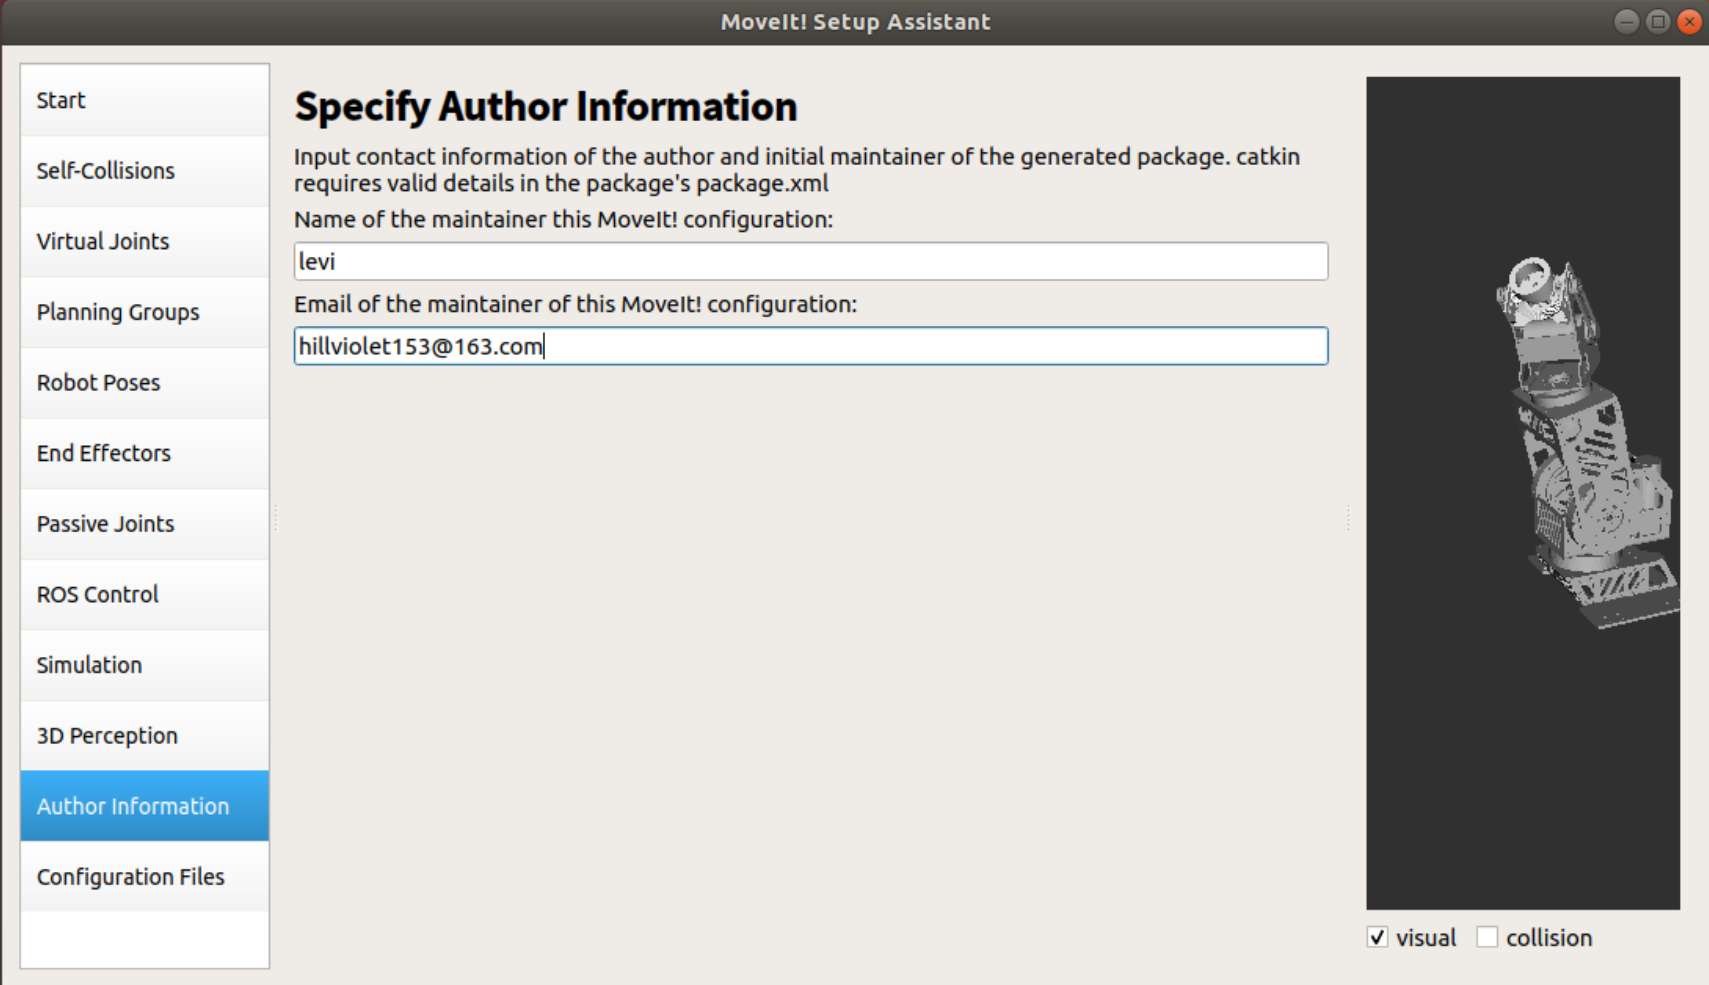 MoveIt! Setup Assistant
Start
Self-Collisions
Virtual Joints
Planning Groups
Robot Poses
End Effectors
Passive Joints
ROS Control
Simulation
3D Perception
Author Information
Configuration Files
Specify Author Information
Input contact information of the author and initial maintainer of the generated package. catkin
requires valid details in the package's package.xml
Name of the maintainer this MoveIt! configuration:
levi
Email of the maintainer of this MoveIt! configuration:
hillviolet153@163.com
visual
collision